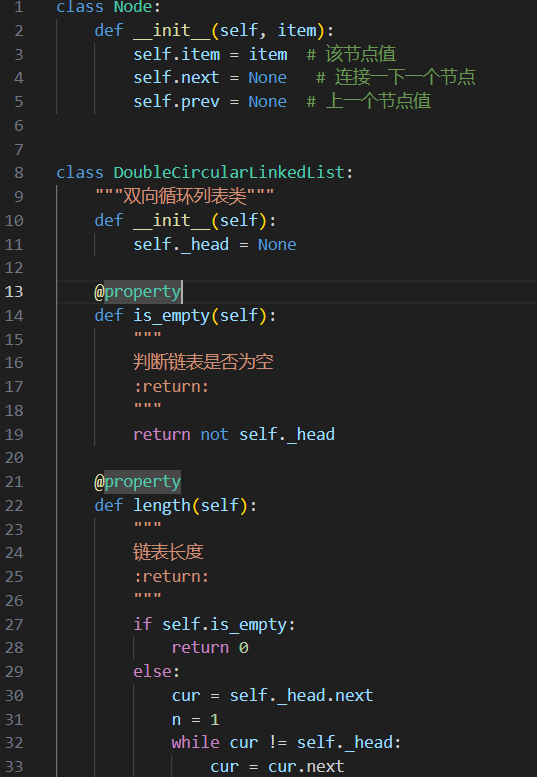 1 class Node:
2     def __init__(self, item):
3         self.item = item  # 该节点值
4         self.next = None   # 连接一下一个节点
5         self.prev = None  # 上一个节点值
6
7
8 class DoubleCircularLinkedList:
9     """双向循环列表类"""
10     def __init__(self):
11         self._head = None
12
13     @property
14     def is_empty(self):
15         """
16         判断链表是否为空
17         :return:
18         """
19         return not self._head
20
21     @property
22     def length(self):
23         """
24         链表长度
25         :return:
26         """
27         if self.is_empty:
28             return 0
29         else:
30             cur = self._head.next
31             n = 1
32             while cur != self._head:
33                 cur = cur.next